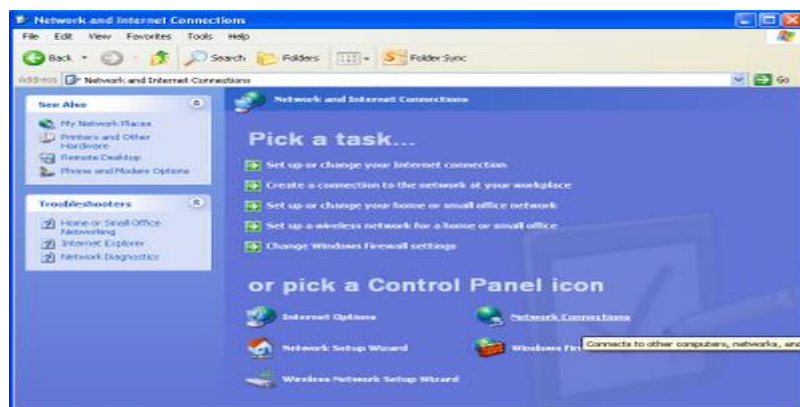 Network and Internet Connections
File Edit View Favorites Tools Help
Back Search Folders Folder Sync
Address Network and Internet Connections Go
See Also
My Network Places
Printers and Other
Hardware
Remote Desktop
Phone and Modem Options
Troubleshooters
Home or Small Office
Networking
Internet Explorer
Network Diagnostics
Network and Internet Connections
Pick a task...
Set up or change your Internet connection
Create a connection to the network at your workplace
Set up or change your home or small office network
Set up a wireless network for a home or small office
Change Windows Firewall settings
or pick a Control Panel icon
Internet Options Network Connections
Network Setup Wizard Windows Fire
Connects to other computers, networks, and
Wireless Network Setup Wizard